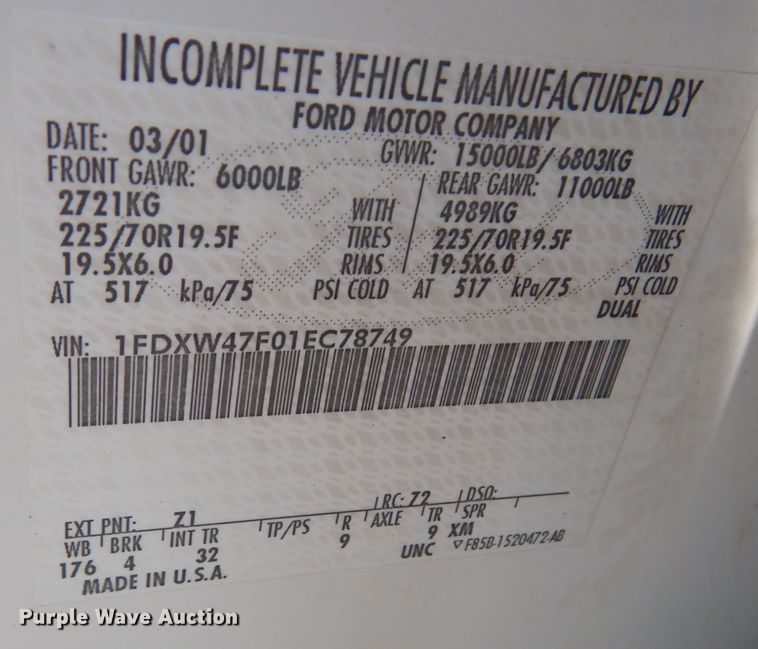 INCOMPLETE VEHICLE MANUFACTURED BY
FORD MOTOR COMPANY
DATE: 03/01 GVWR: 15000LB/ 6803KG
FRONT GAWR: 6000LB REAR GAWR: 11000LB
2721KG WITH 4989KG WITH
225/70R19.5F TIRES 225/70R19.5F TIRES
19.5X6.0 RIMS 19.5X6.0 RIMS
AT 517 kPa/75 PSI COLD AT 517 kPa/75 PSI COLD
DUAL
VIN: 1FDXW47F01EC78749
EXT PNT: Z1 RC: 72 DSO:
WB BRK INT TR TP/PS R AXLE TR SPR
176 4 32 9 9 XM
MADE IN U.S.A. UNC F85B-1520472-AB
Purple Wave Auction